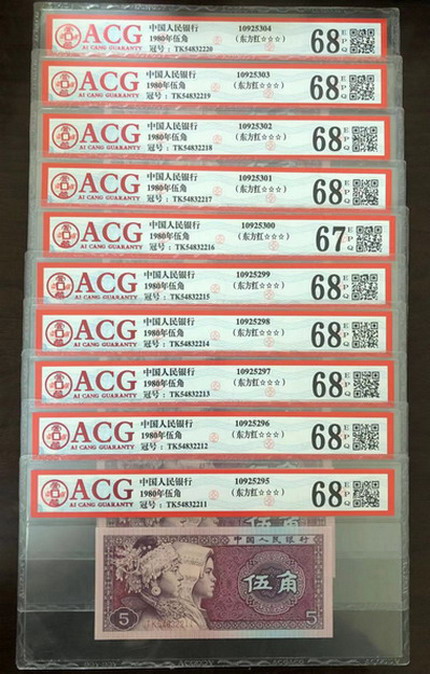 ACG
AI CANG GUARANTY
中国人民银行
1980年伍角
冠号：TK54832220
10925304
（东方红☆☆☆）
68 EPQ
ACG
AI CANG GUARANTY
中国人民银行
1980年伍角
冠号：TK54832219
10925303
（东方红☆☆☆）
68 EPQ
ACG
AI CANG GUARANTY
中国人民银行
1980年伍角
冠号：TK54832218
10925302
（东方红☆☆☆）
68 EPQ
ACG
AI CANG GUARANTY
中国人民银行
1980年伍角
冠号：TK54832217
10925301
（东方红☆☆☆）
68 EPQ
ACG
AI CANG GUARANTY
中国人民银行
1980年伍角
冠号：TK54832216
10925300
（东方红☆☆☆）
67 EPQ
ACG
AI CANG GUARANTY
中国人民银行
1980年伍角
冠号：TK54832215
10925299
（东方红☆☆☆）
68 EPQ
ACG
AI CANG GUARANTY
中国人民银行
1980年伍角
冠号：TK54832214
10925298
（东方红☆☆☆）
68 EPQ
ACG
AI CANG GUARANTY
中国人民银行
1980年伍角
冠号：TK54832213
10925297
（东方红☆☆☆）
68 EPQ
ACG
AI CANG GUARANTY
中国人民银行
1980年伍角
冠号：TK54832212
10925296
（东方红☆☆☆）
68 EPQ
ACG
AI CANG GUARANTY
中国人民银行
1980年伍角
冠号：TK54832211
10925295
（东方红☆☆☆）
68 EPQ
伍角
中国人民银行
伍角
5
5